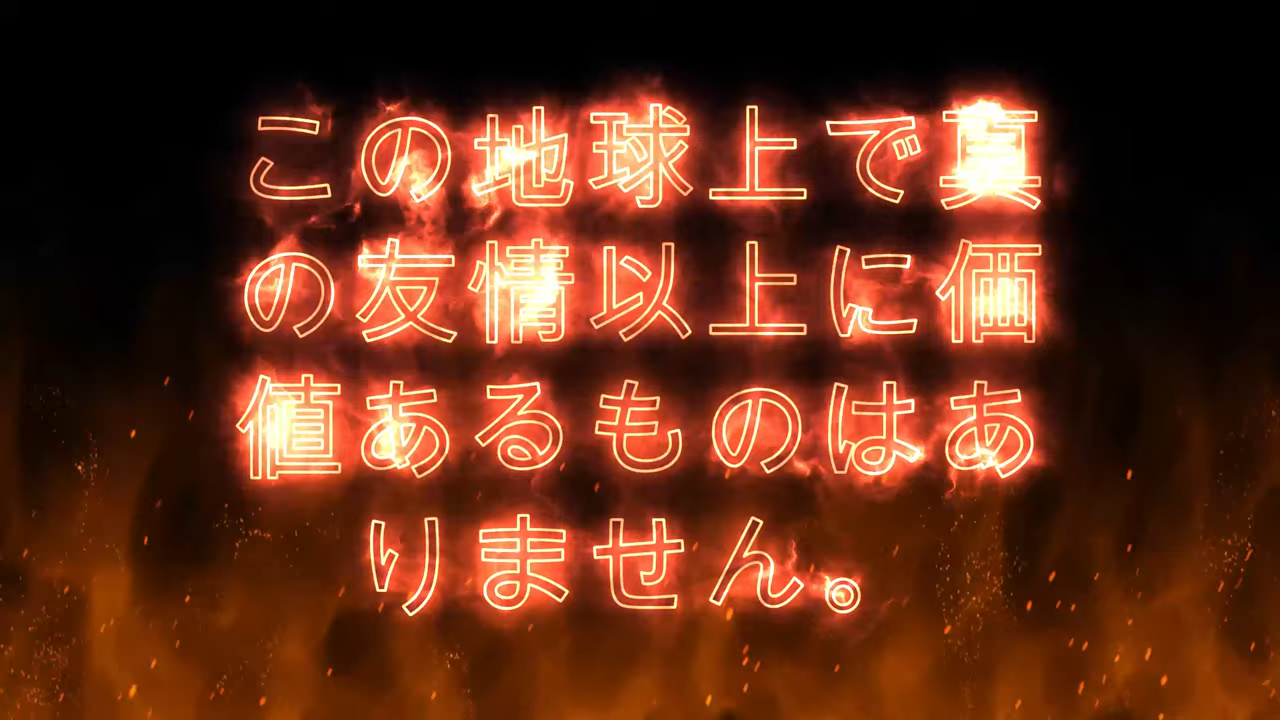 この地球上で真
の友情以上に価
値あるものはあ
りません。